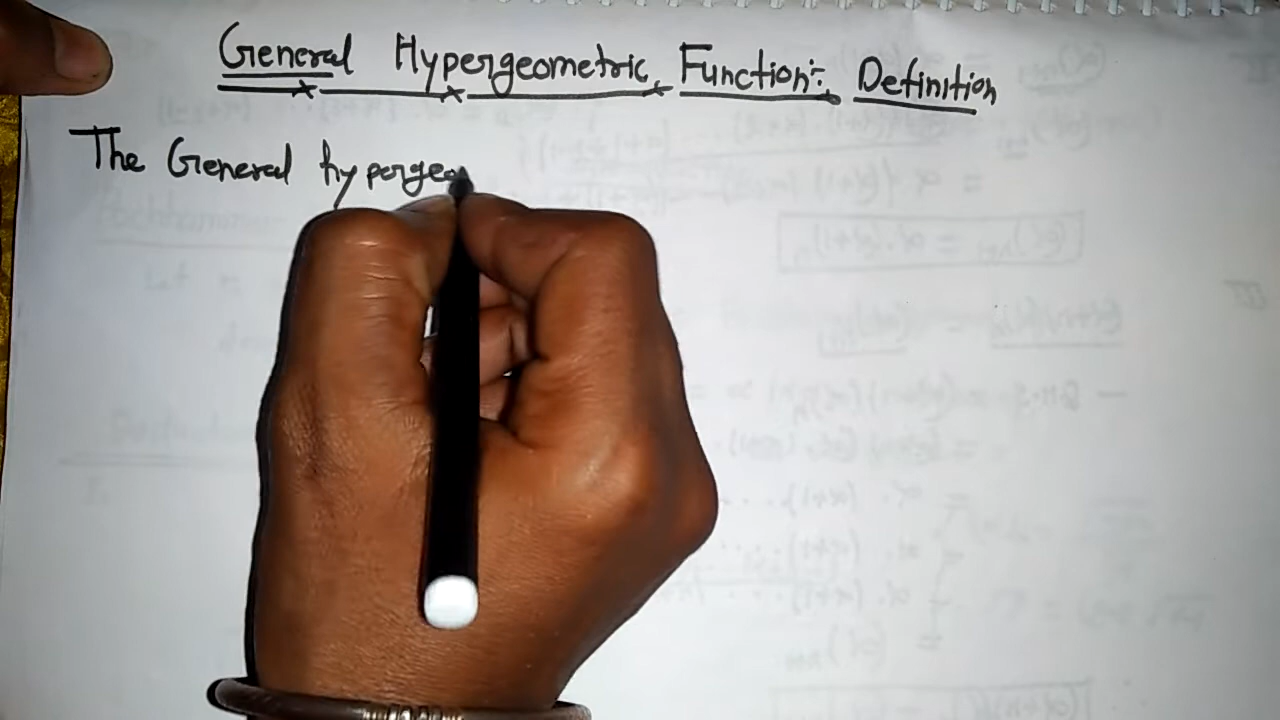 General Hypergeometric Function:- Definition
The General hypergeo